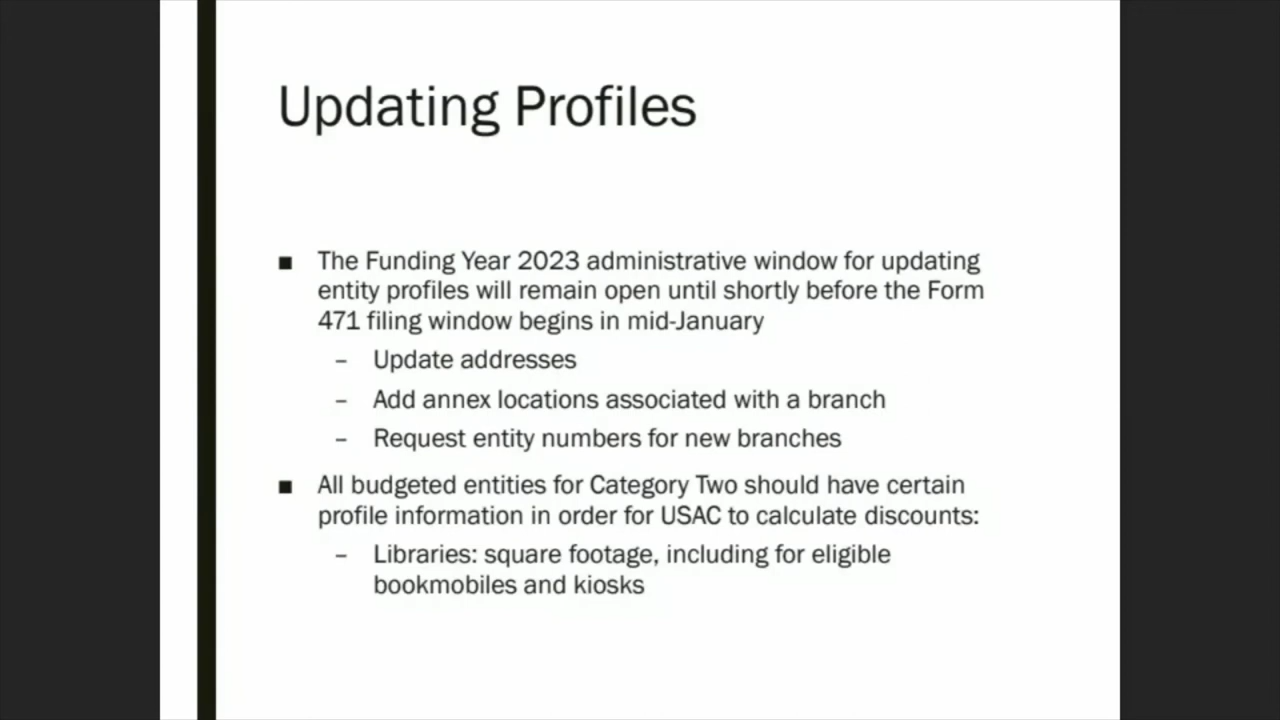 Updating Profiles
■ The Funding Year 2023 administrative window for updating
entity profiles will remain open until shortly before the Form
471 filing window begins in mid-January
– Update addresses
– Add annex locations associated with a branch
– Request entity numbers for new branches
■ All budgeted entities for Category Two should have certain
profile information in order for USAC to calculate discounts:
– Libraries: square footage, including for eligible
bookmobiles and kiosks